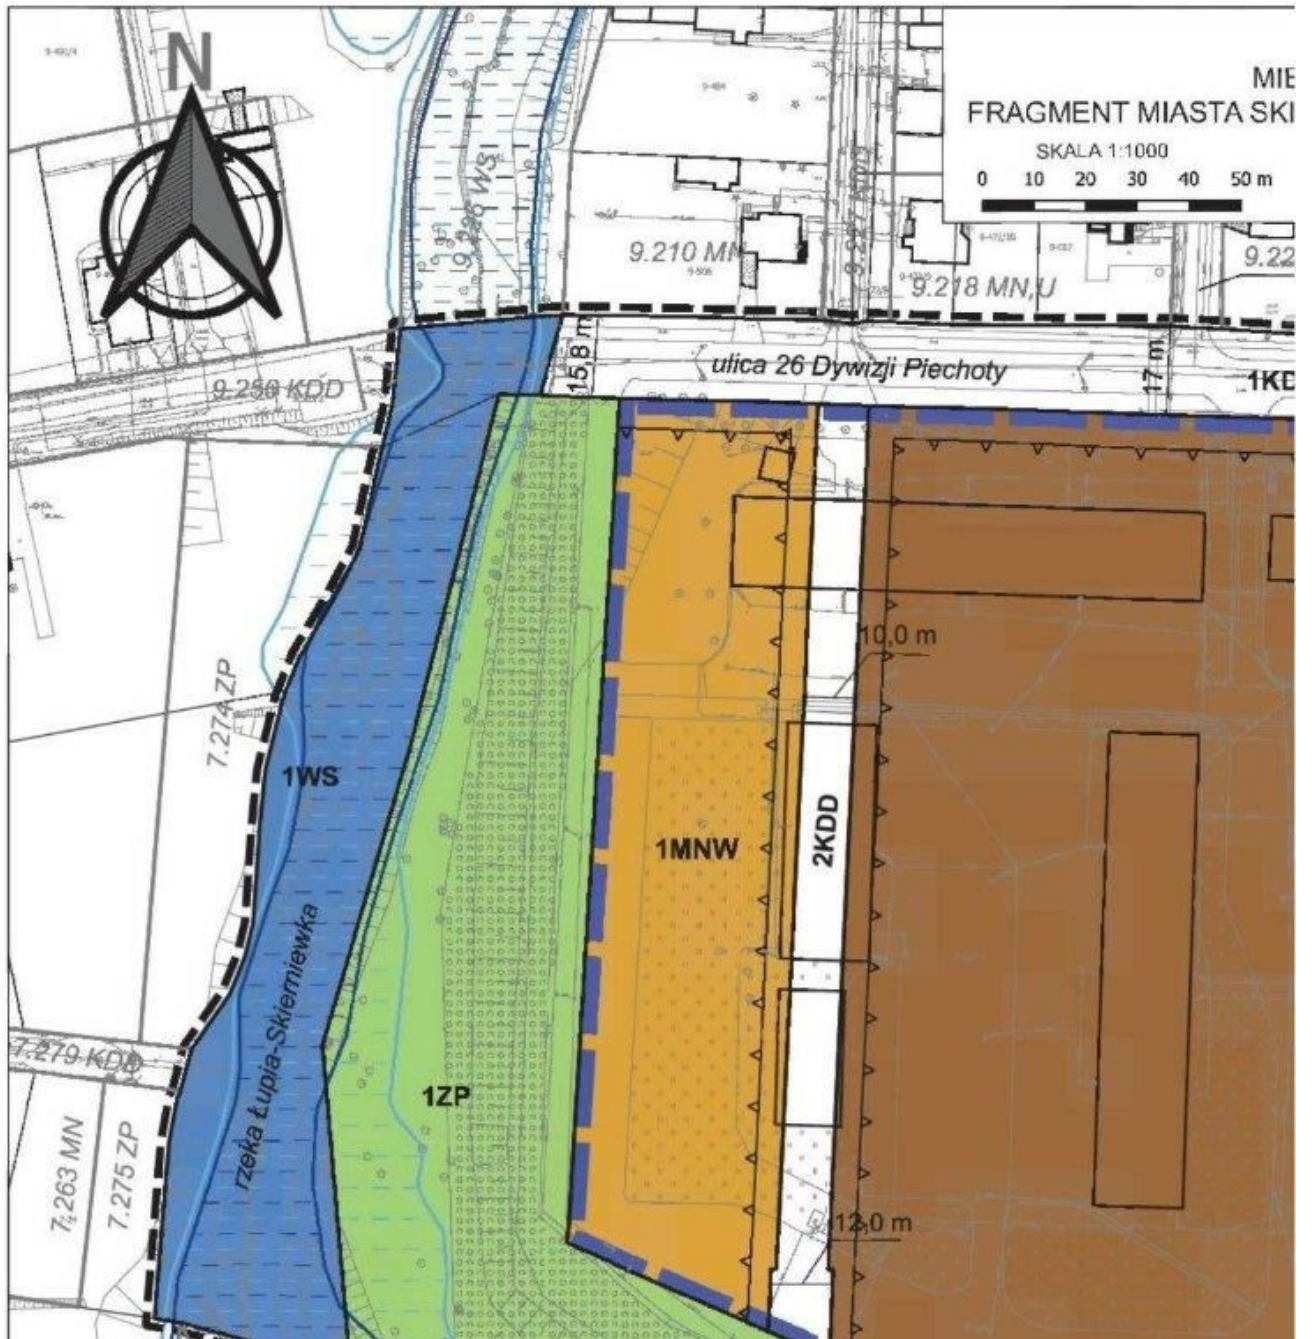 N
MIE
FRAGMENT MIASTA SKI
SKALA 1:1000
0 10 20 30 40 50 m
9.210 MN
9.218 MN,U
9.22
ulica 26 Dywizji Piechoty
15,8 m
17 m
1KD
9.250 KDD
10,0 m
7.274 ZP
1WS
1MNW
2KDD
rzeka Łupia-Skierniewka
7.279 KDD
1ZP
7.263 MN
7.275 ZP
12,0 m